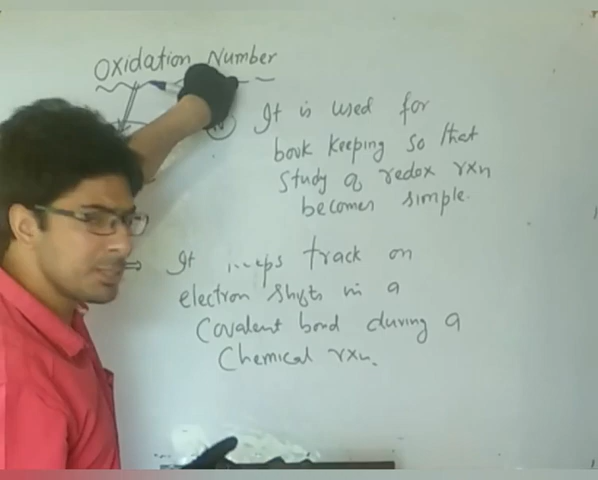 Oxidation Number
It is used for
book keeping so that
study of redox rxn
becomes simple.
⇒ It keeps track on
electron shifts in a
Covalent bond during a
Chemical rxn.